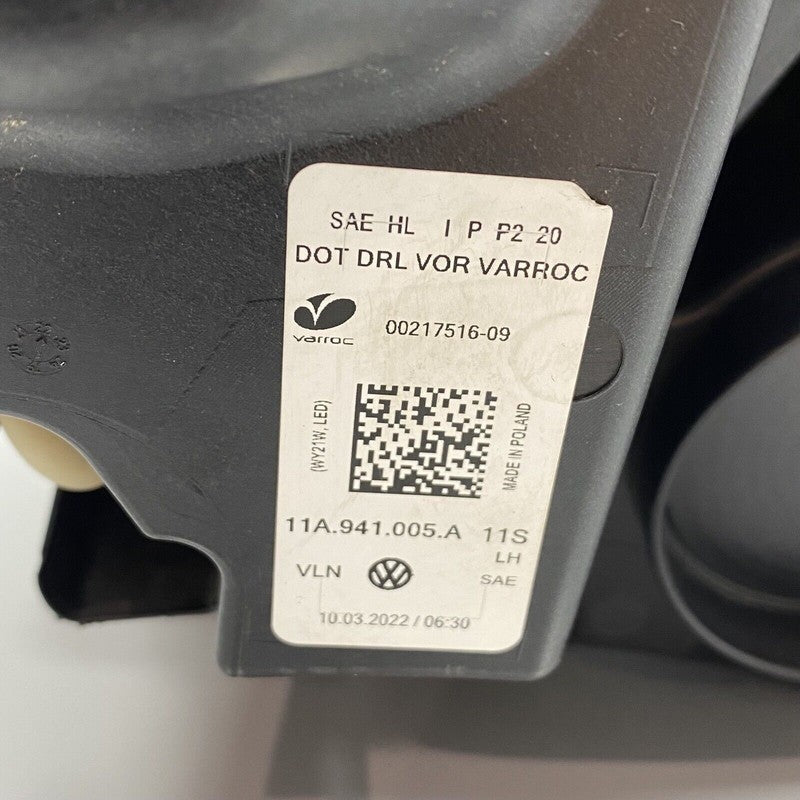 SAE HL I P P2 20
DOT DRL VOR VARROC
varroc
00217516-09
(WY21W, LED)
MADE IN POLAND
11A.941.005.A 11S
LH
VLN
SAE
10.03.2022 / 06:30